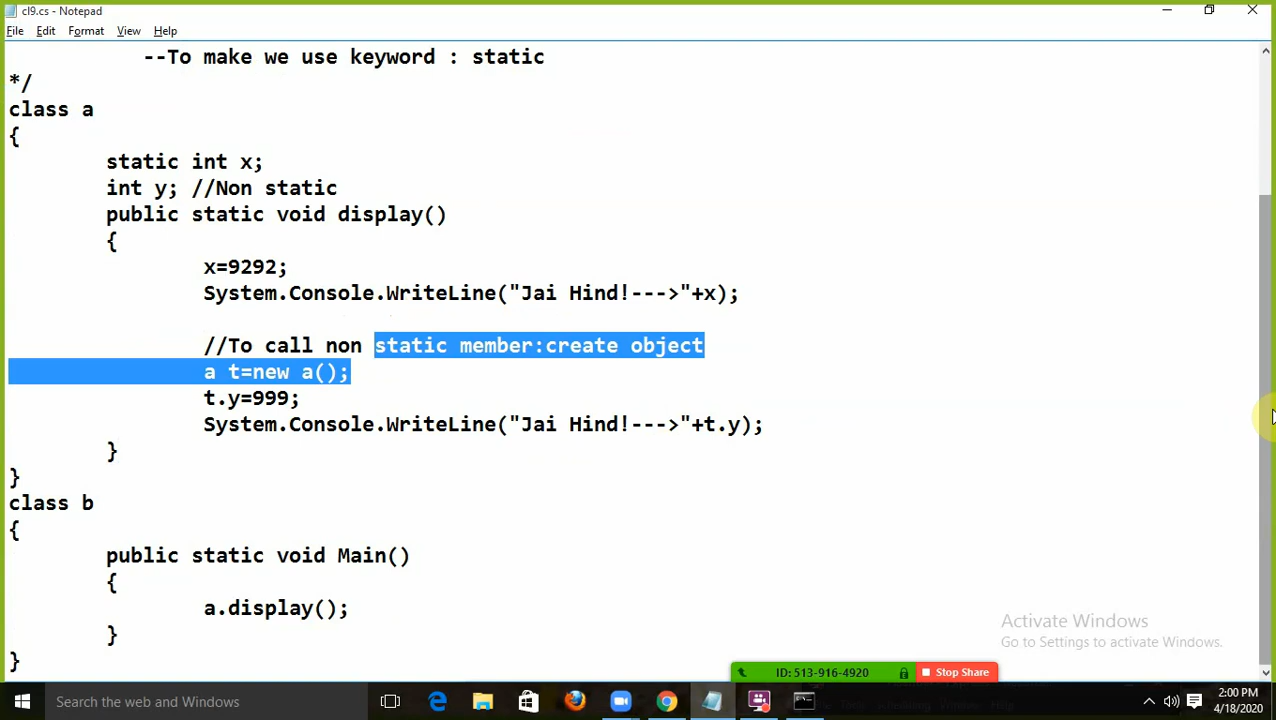 cl9.cs - Notepad
File Edit Format View Help
--To make we use keyword : static
*/
class a
{
static int x;
int y; //Non static
public static void display()
{
x=9292;
System.Console.WriteLine("Jai Hind!--->"+x);
//To call non static member:create object
a t=new a();
t.y=999;
System.Console.WriteLine("Jai Hind!--->"+t.y);
}
}
class b
{
public static void Main()
{
a.display();
}
}
Activate Windows
Go to Settings to activate Windows.
ID: 513-916-4920 Stop Share
Search the web and Windows
2:00 PM
4/18/2020